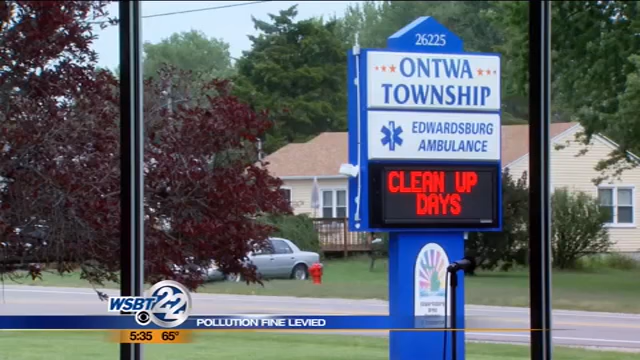 26225
ONTWA
TOWNSHIP
EDWARDSBURG
AMBULANCE
CLEAN UP
DAYS
WSBT 22
POLLUTION FINE LEVIED
5:35 65°